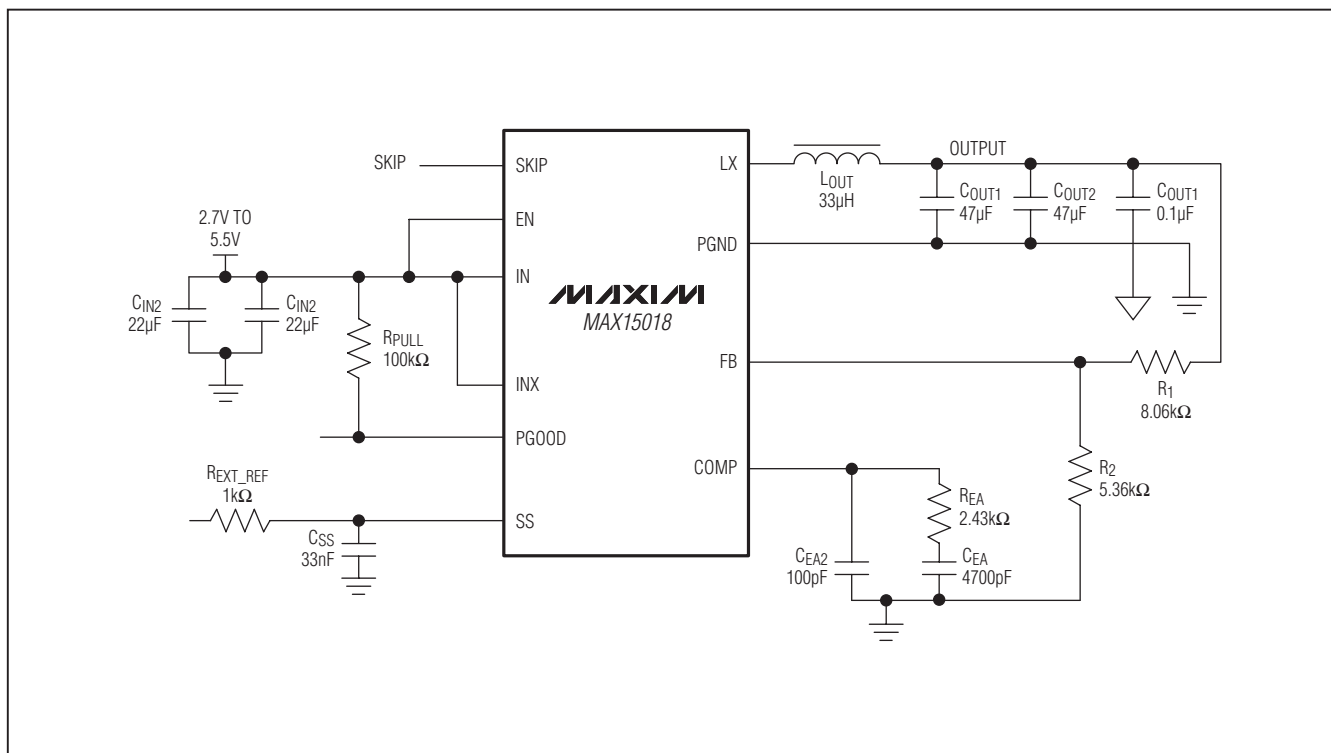 SKIP
2.7V TO
5.5V
CIN2
22µF
CIN2
22µF
RPULL
100kΩ
REXT_REF
1kΩ
CSS
33nF
SKIP
EN
IN
INX
PGOOD
SS
MAXIM
MAX15018
LX
PGND
FB
COMP
LOUT
33µH
OUTPUT
COUT1
47µF
COUT2
47µF
COUT1
0.1µF
R1
8.06kΩ
R2
5.36kΩ
REA
2.43kΩ
CEA2
100pF
CEA
4700pF